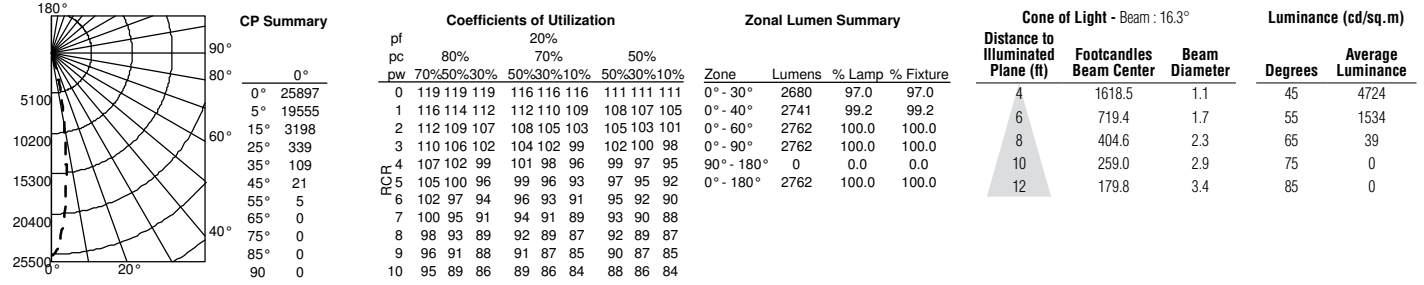 180°
90°
80°
60°
40°
5100
10200
15300
20400
25500
0°
20°
CP Summary
0°
0° 25897
5° 19555
15° 3198
25° 339
35° 109
45° 21
55° 5
65° 0
75° 0
85° 0
90 0
Coefficients of Utilization
pf 20%
pc 80% 70% 50%
pw 70%50%30% 50%30%10% 50%30%10%
RCR
0 119 119 119 116 116 116 111 111 111
1 116 114 112 112 110 109 108 107 105
2 112 109 107 108 105 103 105 103 101
3 110 106 102 104 102 99 102 100 98
4 107 102 99 101 98 96 99 97 95
5 105 100 96 99 96 93 97 95 92
6 102 97 94 96 93 91 95 92 90
7 100 95 91 94 91 89 93 90 88
8 98 93 89 92 89 87 92 89 87
9 96 91 88 91 87 85 90 87 85
10 95 89 86 89 86 84 88 86 84
Zonal Lumen Summary
Zone Lumens % Lamp % Fixture
0°- 30° 2680 97.0 97.0
0°- 40° 2741 99.2 99.2
0°- 60° 2762 100.0 100.0
0°- 90° 2762 100.0 100.0
90°- 180° 0 0.0 0.0
0°- 180° 2762 100.0 100.0
Cone of Light - Beam : 16.3°
Distance to
Illuminated Footcandles Beam
Plane (ft) Beam Center Diameter
4 1618.5 1.1
6 719.4 1.7
8 404.6 2.3
10 259.0 2.9
12 179.8 3.4
Luminance (cd/sq.m)
Average
Degrees Luminance
45 4724
55 1534
65 39
75 0
85 0